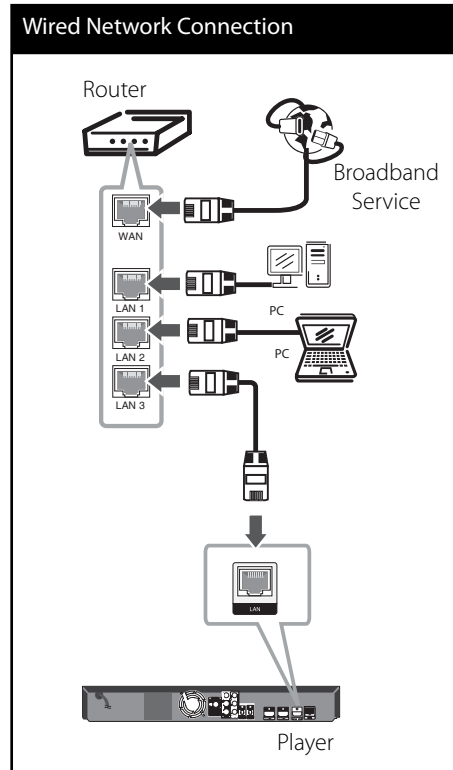 Wired Network Connection
Router
Broadband
Service
WAN
LAN 1
PC
LAN 2
PC
LAN 3
LAN
Player